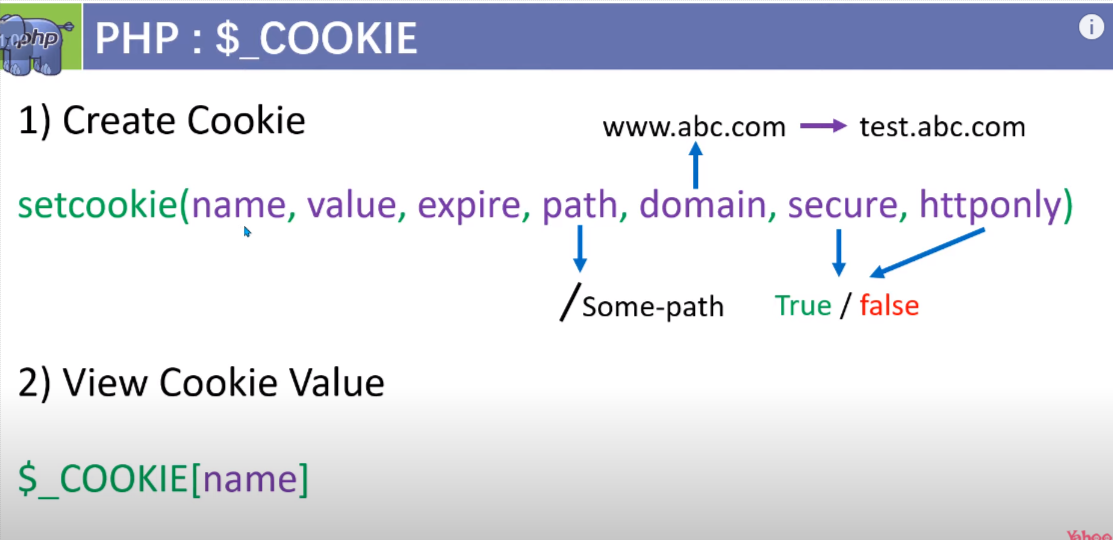 php
PHP : $_COOKIE
i
1) Create Cookie
www.abc.com test.abc.com
setcookie(name, value, expire, path, domain, secure, httponly)
/Some-path True / false
2) View Cookie Value
$_COOKIE[name]
Yahoo